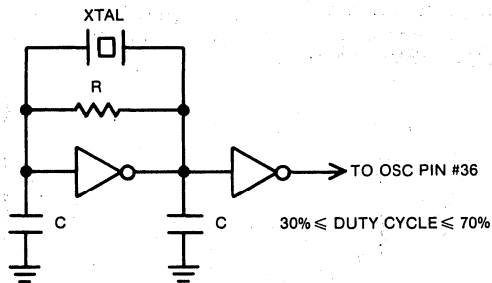 XTAL
R
TO OSC PIN #36
C
C
30% ≤ DUTY CYCLE ≤ 70%